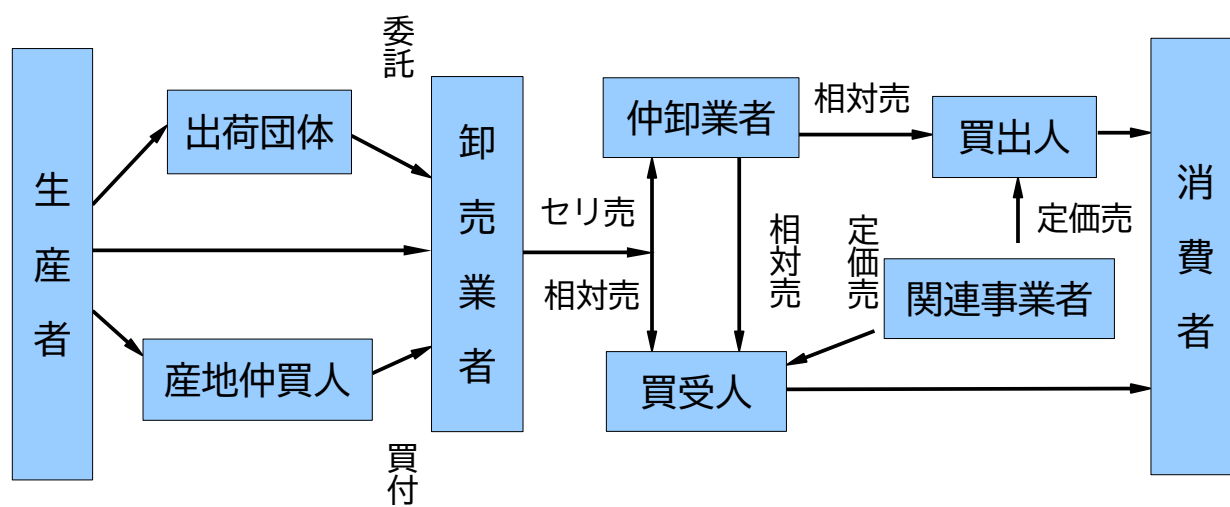 生産者
出荷団体
産地仲買人
委託
卸売業者
買付
セリ売
相対売
仲卸業者
相対売
買受人
相対売
定価売
買出人
定価売
関連事業者
消費者